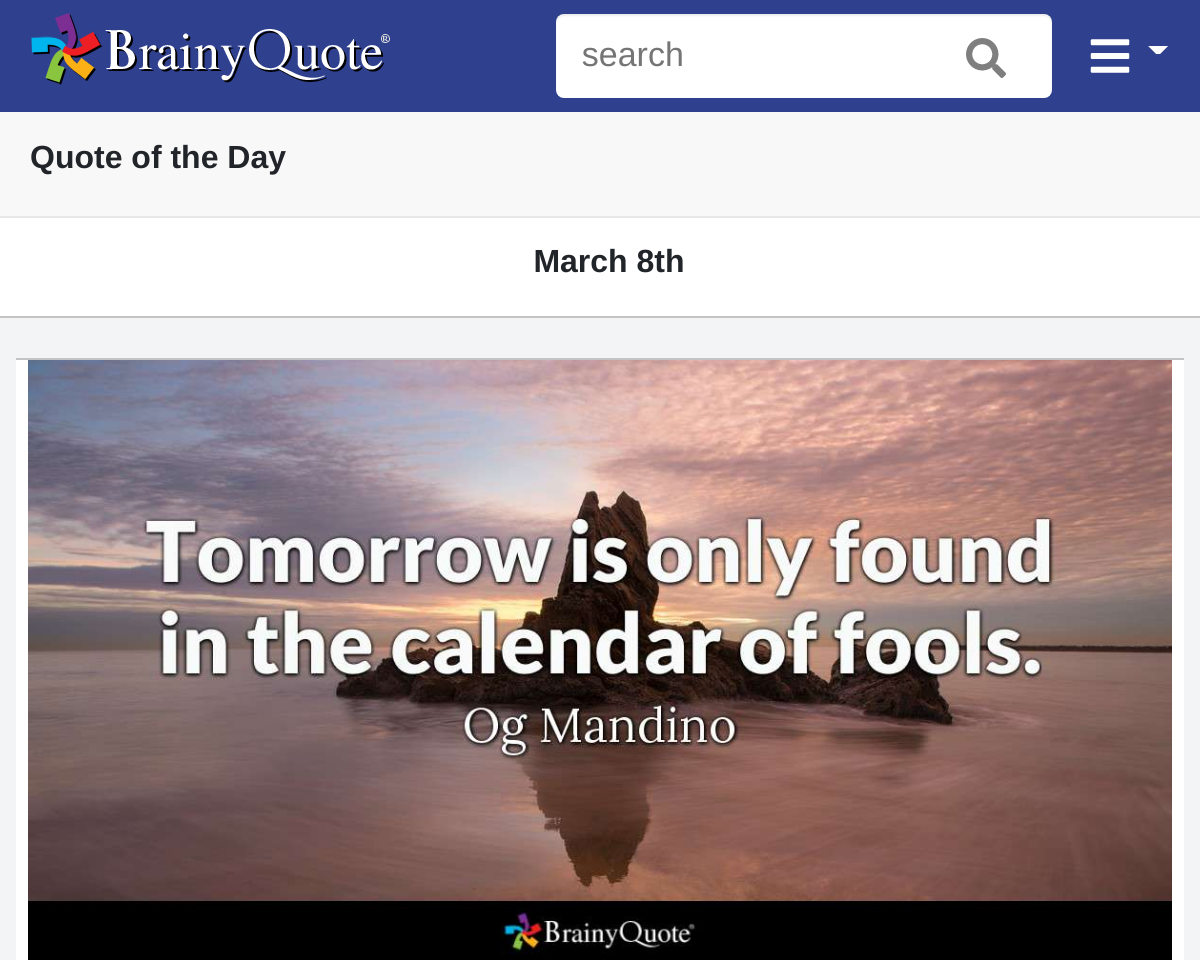 BrainyQuote®
search
Quote of the Day
March 8th
Tomorrow is only found
in the calendar of fools.
Og Mandino
BrainyQuote®